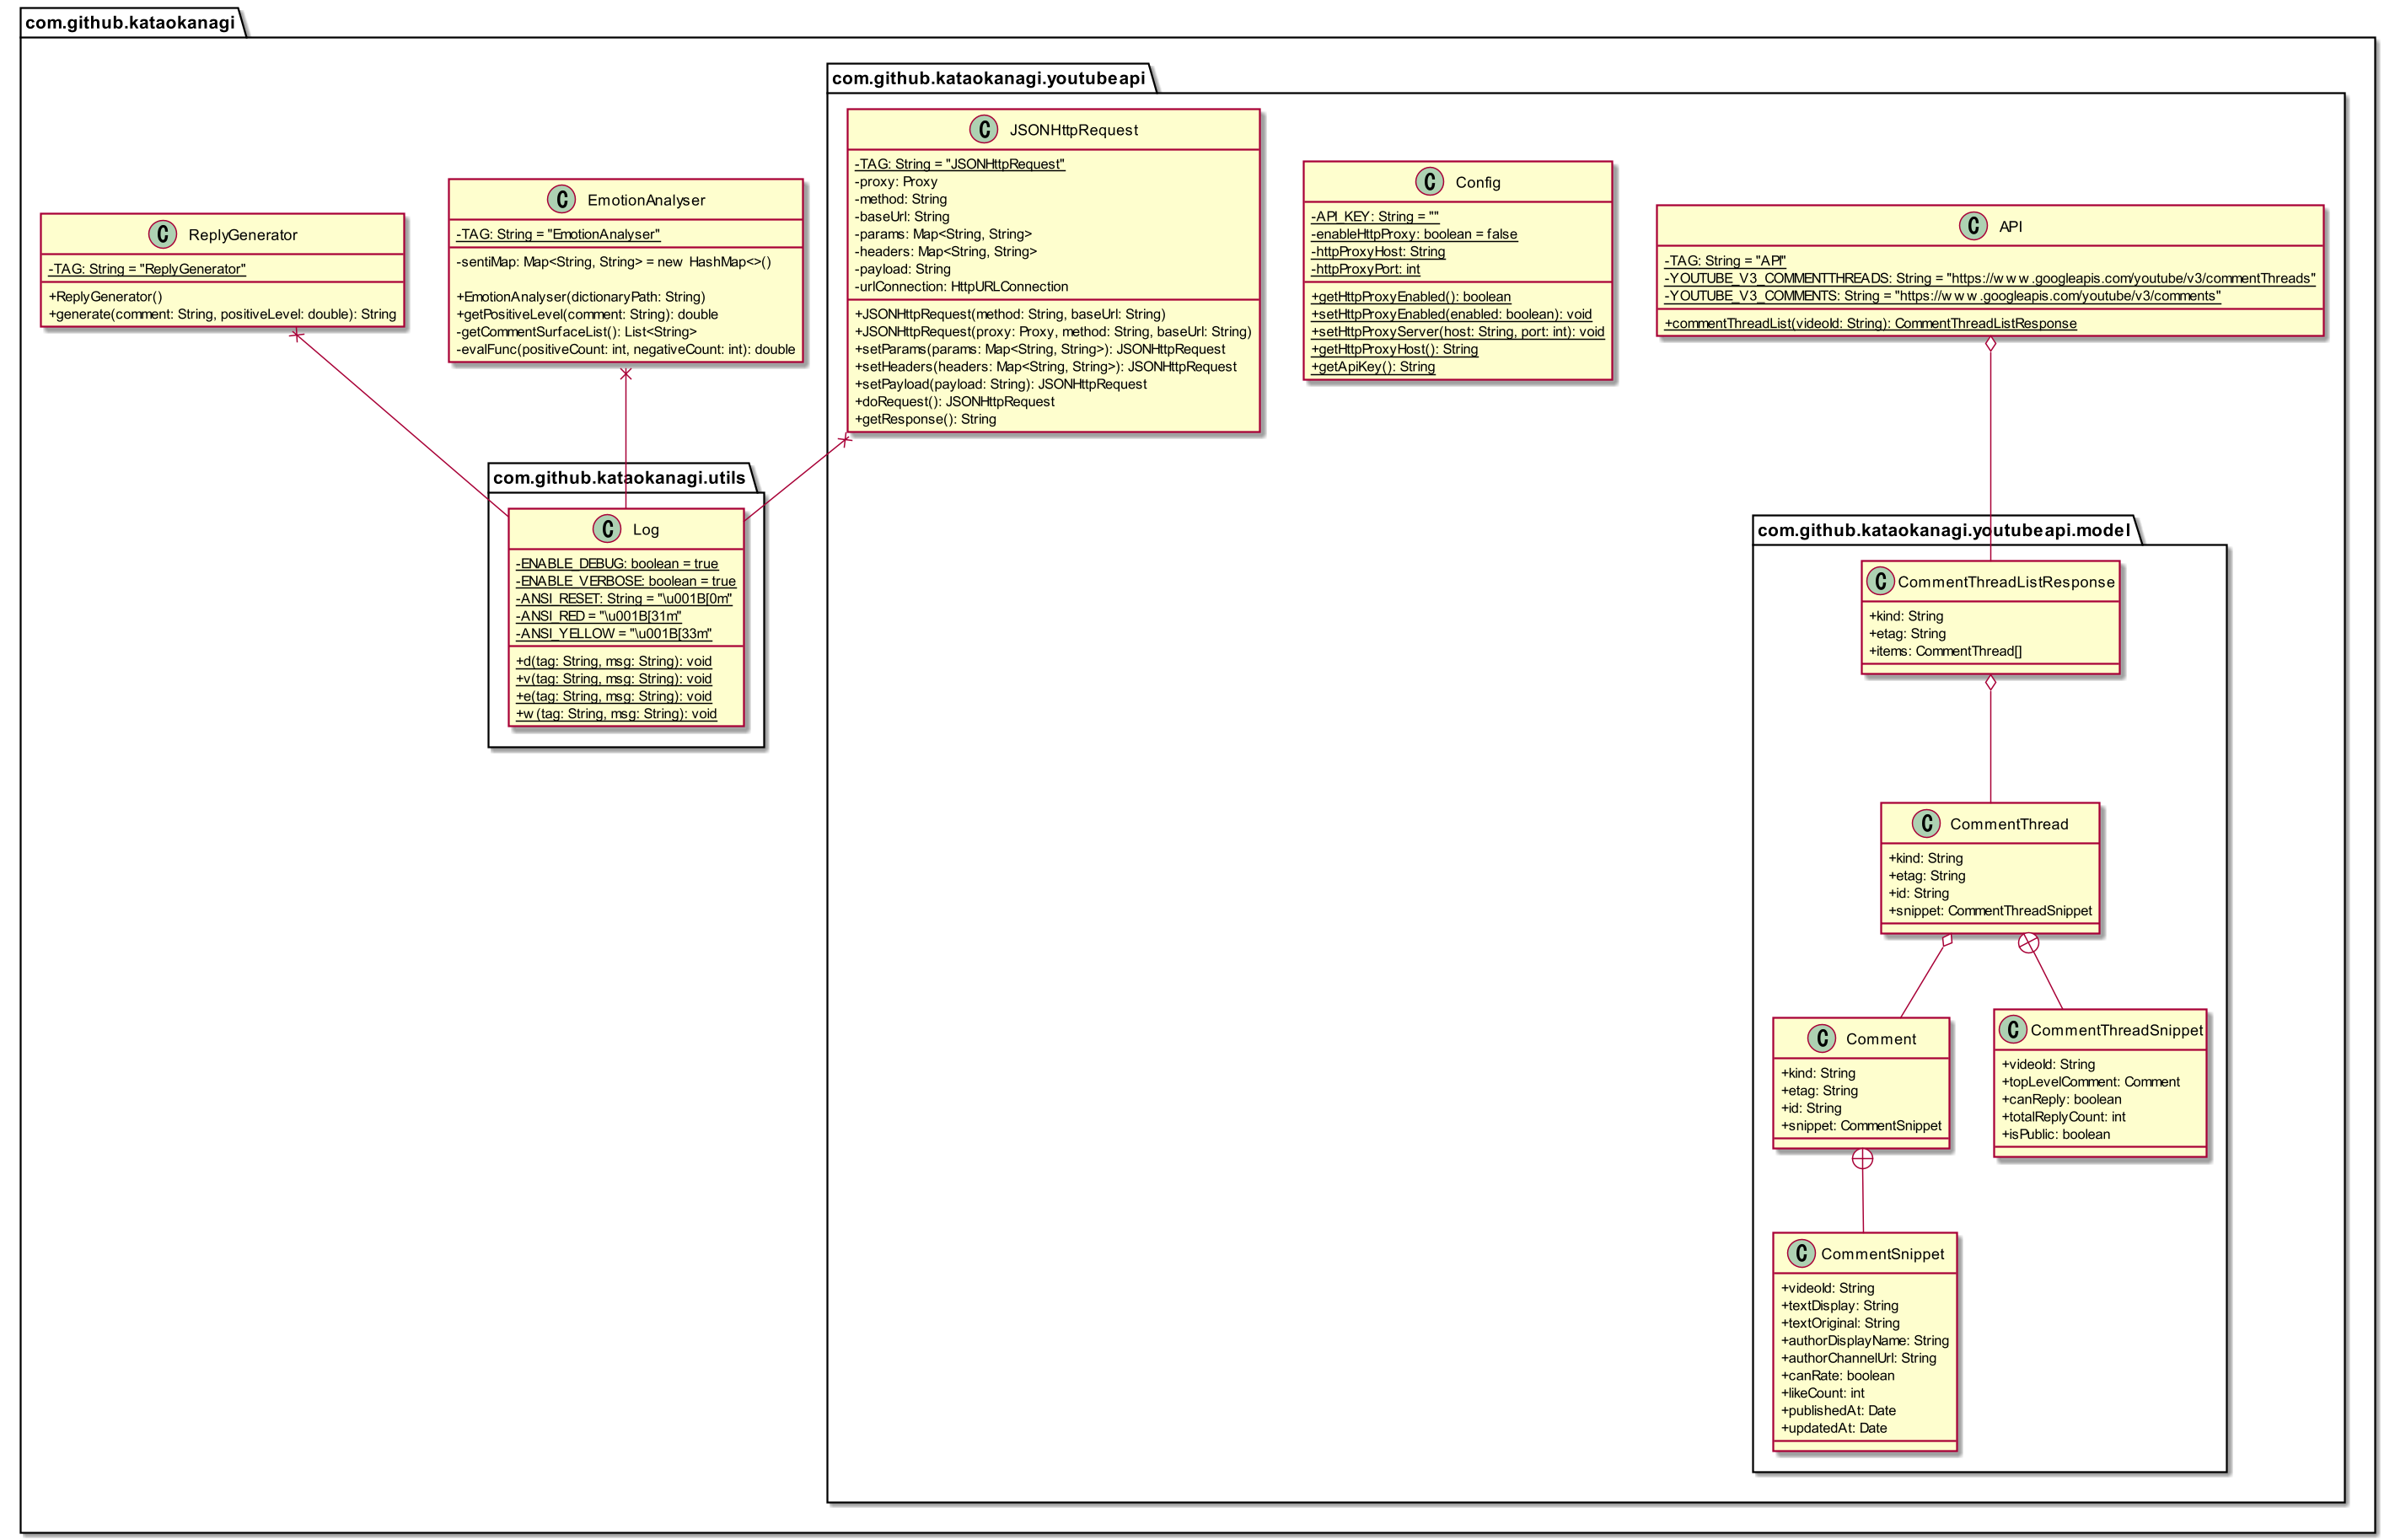 com.github.kataokanagi
com.github.kataokanagi.youtubeapi
C JSONHttpRequest
-TAG: String = "JSONHttpRequest"
-proxy: Proxy
-method: String
-baseUrl: String
-params: Map<String, String>
-headers: Map<String, String>
-payload: String
-urlConnection: HttpURLConnection
+JSONHttpRequest(method: String, baseUrl: String)
+JSONHttpRequest(proxy: Proxy, method: String, baseUrl: String)
+setParams(params: Map<String, String>): JSONHttpRequest
+setHeaders(headers: Map<String, String>): JSONHttpRequest
+setPayload(payload: String): JSONHttpRequest
+doRequest(): JSONHttpRequest
+getResponse(): String
C Config
-API_KEY: String = ""
-enableHttpProxy: boolean = false
-httpProxyHost: String
-httpProxyPort: int
+getHttpProxyEnabled(): boolean
+setHttpProxyEnabled(enabled: boolean): void
+setHttpProxyServer(host: String, port: int): void
+getHttpProxyHost(): String
+getApiKey(): String
C API
-TAG: String = "API"
-YOUTUBE_V3_COMMENTTHREADS: String = "https://www.googleapis.com/youtube/v3/commentThreads"
-YOUTUBE_V3_COMMENTS: String = "https://www.googleapis.com/youtube/v3/comments"
+commentThreadList(videoId: String): CommentThreadListResponse
C EmotionAnalyser
-TAG: String = "EmotionAnalyser"
-sentiMap: Map<String, String> = new HashMap<>()
+EmotionAnalyser(dictionaryPath: String)
+getPositiveLevel(comment: String): double
-getCommentSurfaceList(): List<String>
-evalFunc(positiveCount: int, negativeCount: int): double
C ReplyGenerator
-TAG: String = "ReplyGenerator"
+ReplyGenerator()
+generate(comment: String, positiveLevel: double): String
com.github.kataokanagi.utils
C Log
-ENABLE_DEBUG: boolean = true
-ENABLE_VERBOSE: boolean = true
-ANSI_RESET: String = "\u001B[0m"
-ANSI_RED = "\u001B[31m"
-ANSI_YELLOW = "\u001B[33m"
+d(tag: String, msg: String): void
+v(tag: String, msg: String): void
+e(tag: String, msg: String): void
+w(tag: String, msg: String): void
com.github.kataokanagi.youtubeapi.model
C CommentThreadListResponse
+kind: String
+etag: String
+items: CommentThread[]
C CommentThread
+kind: String
+etag: String
+id: String
+snippet: CommentThreadSnippet
C Comment
+kind: String
+etag: String
+id: String
+snippet: CommentSnippet
C CommentThreadSnippet
+videoId: String
+topLevelComment: Comment
+canReply: boolean
+totalReplyCount: int
+isPublic: boolean
C CommentSnippet
+videoId: String
+textDisplay: String
+textOriginal: String
+authorDisplayName: String
+authorChannelUrl: String
+canRate: boolean
+likeCount: int
+publishedAt: Date
+updatedAt: Date